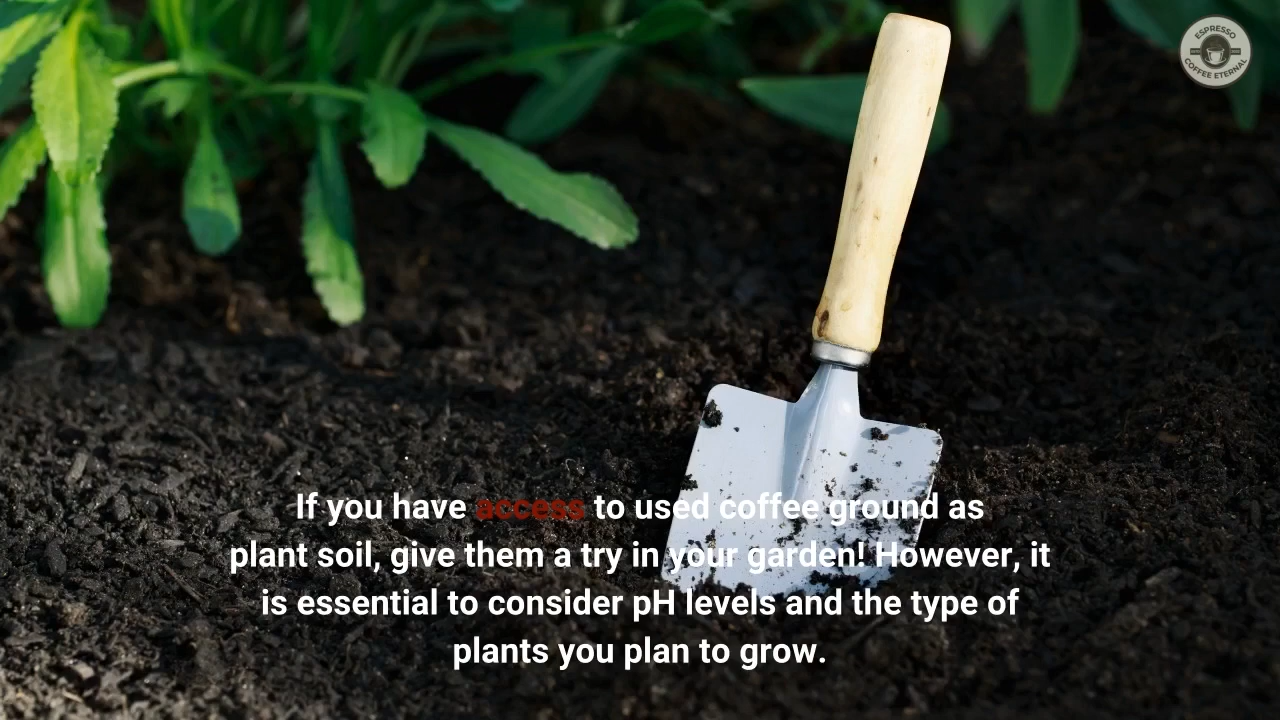 ESPRESSO
COFFEE ETERNAL
If you have access to used coffee ground as
plant soil, give them a try in your garden! However, it
is essential to consider pH levels and the type of
plants you plan to grow.